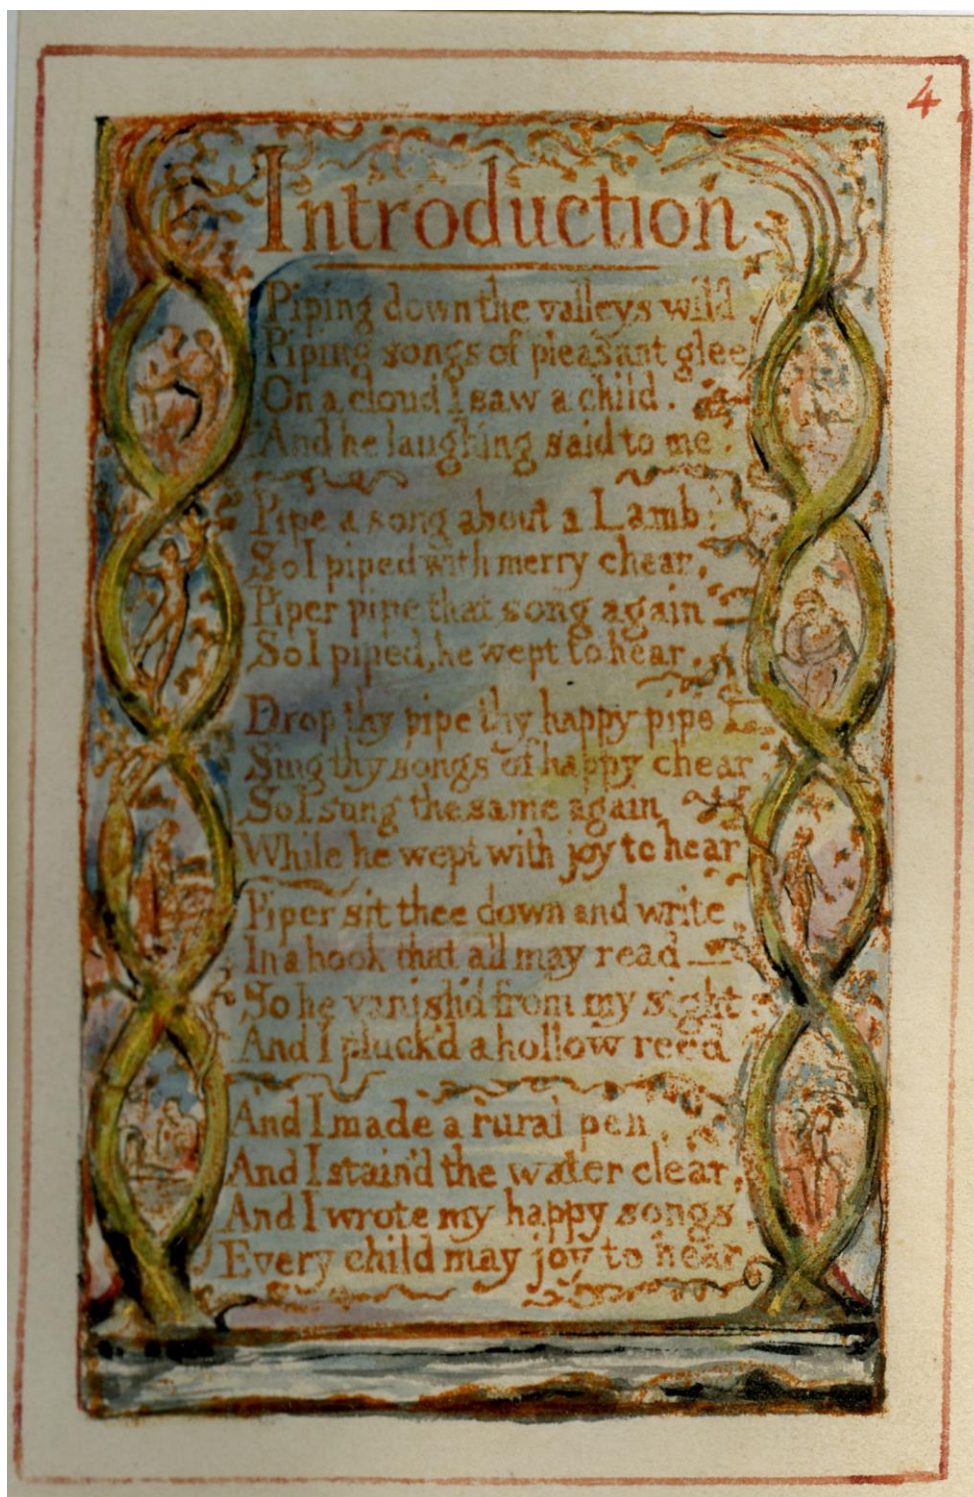 4
Introduction
Piping down the valleys wild
Piping songs of pleasant glee
On a cloud I saw a child.
And he laughing said to me.
Pipe a song about a Lamb:
So I piped with merry chear,
Piper pipe that song again—
So I piped, he wept to hear.
Drop thy pipe thy happy pipe
Sing thy songs of happy chear
So I sung the same again
While he wept with joy to hear
Piper sit thee down and write
In a book that all may read—
So he vanish'd from my sight
And I pluck'd a hollow reed
And I made a rural pen,
And I stain'd the water clear,
And I wrote my happy songs
Every child may joy to hear